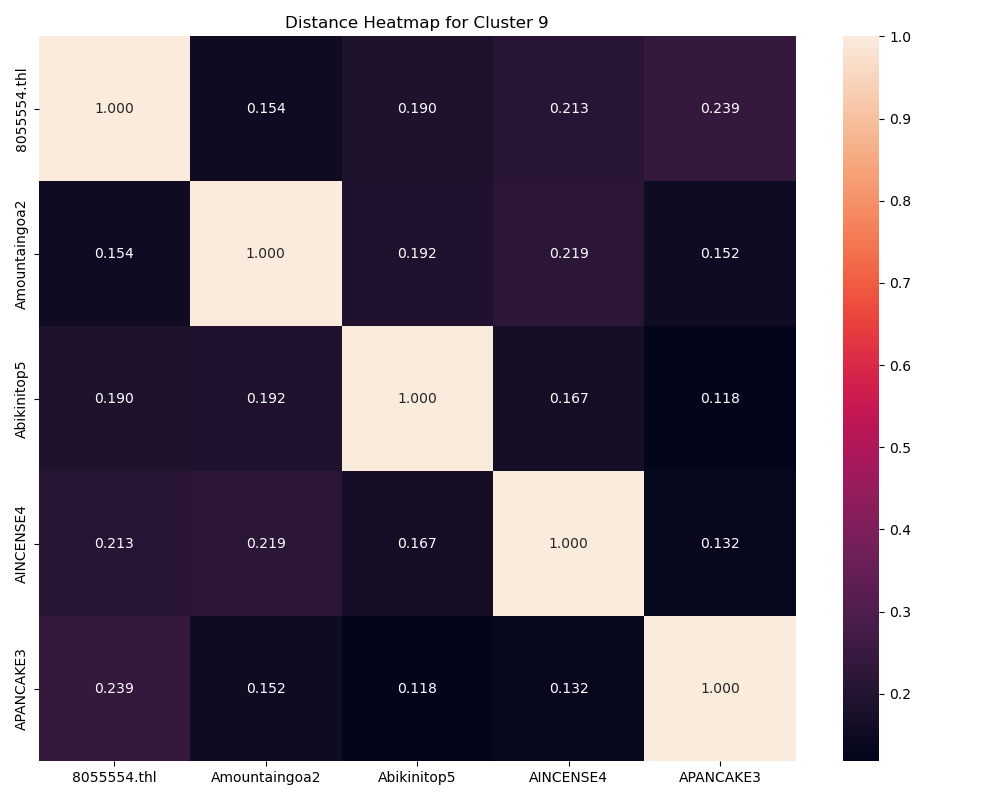 Distance Heatmap for Cluster 9
8055554.thl 1.000 0.154 0.190 0.213 0.239
Amountaingoa2 0.154 1.000 0.192 0.219 0.152
Abikinitop5 0.190 0.192 1.000 0.167 0.118
AINCENSE4 0.213 0.219 0.167 1.000 0.132
APANCAKE3 0.239 0.152 0.118 0.132 1.000
8055554.thl Amountaingoa2 Abikinitop5 AINCENSE4 APANCAKE3
1.0
0.9
0.8
0.7
0.6
0.5
0.4
0.3
0.2